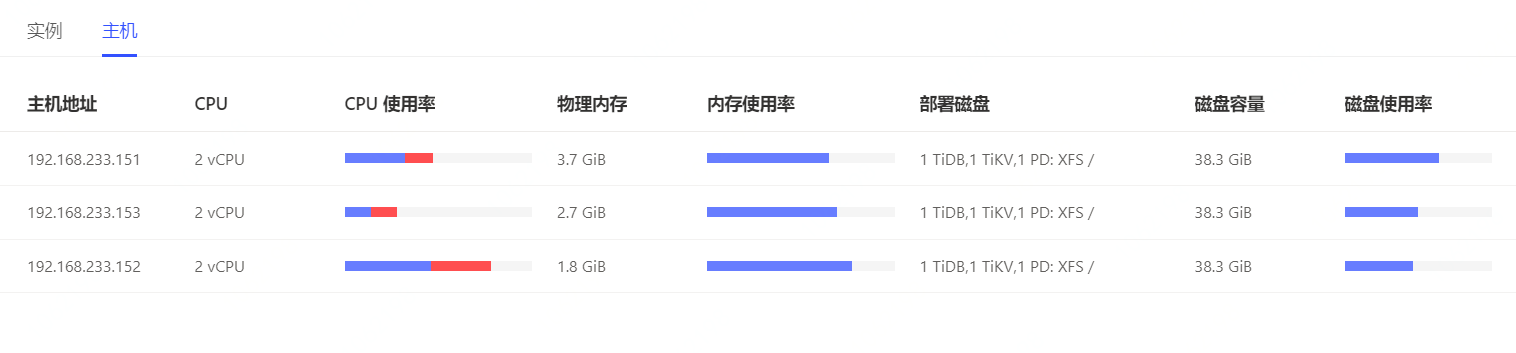 实例 主机
主机地址 CPU CPU 使用率 物理内存 内存使用率 部署磁盘 磁盘容量 磁盘使用率
192.168.233.151 2 vCPU 3.7 GiB 1 TiDB,1 TiKV,1 PD: XFS / 38.3 GiB
192.168.233.153 2 vCPU 2.7 GiB 1 TiDB,1 TiKV,1 PD: XFS / 38.3 GiB
192.168.233.152 2 vCPU 1.8 GiB 1 TiDB,1 TiKV,1 PD: XFS / 38.3 GiB